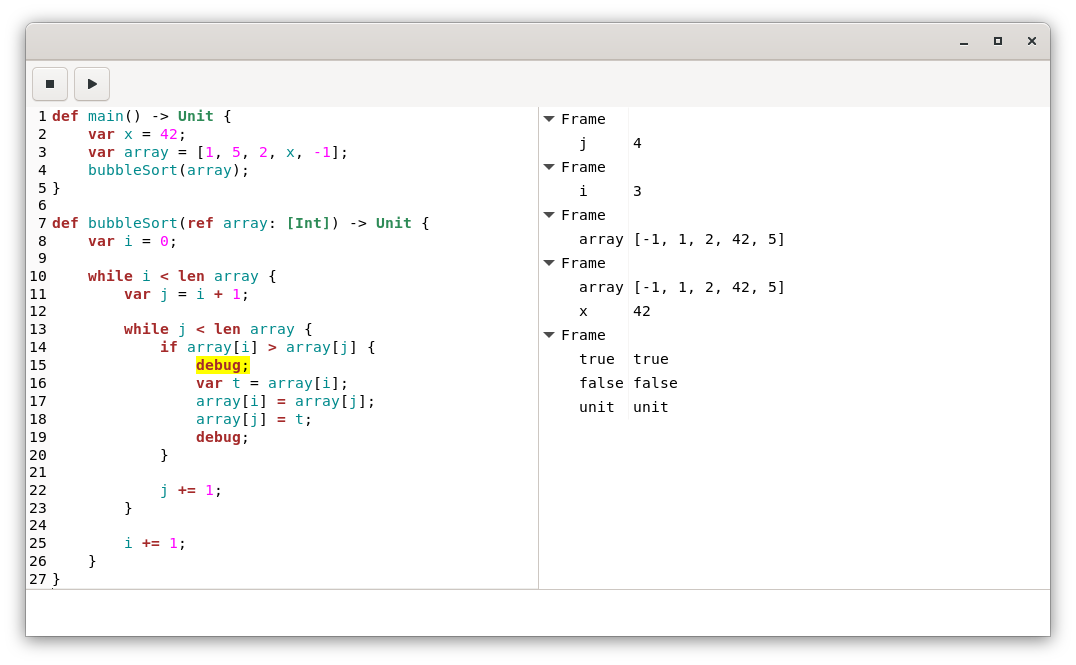 1 def main() -> Unit {
2     var x = 42;
3     var array = [1, 5, 2, x, -1];
4     bubbleSort(array);
5 }
6
7 def bubbleSort(ref array: [Int]) -> Unit {
8     var i = 0;
9
10     while i < len array {
11         var j = i + 1;
12
13         while j < len array {
14             if array[i] > array[j] {
15                 debug;
16                 var t = array[i];
17                 array[i] = array[j];
18                 array[j] = t;
19                 debug;
20             }
21
22             j += 1;
23         }
24
25         i += 1;
26     }
27 }
Frame
j 4
Frame
i 3
Frame
array [-1, 1, 2, 42, 5]
Frame
array [-1, 1, 2, 42, 5]
x 42
Frame
true true
false false
unit unit